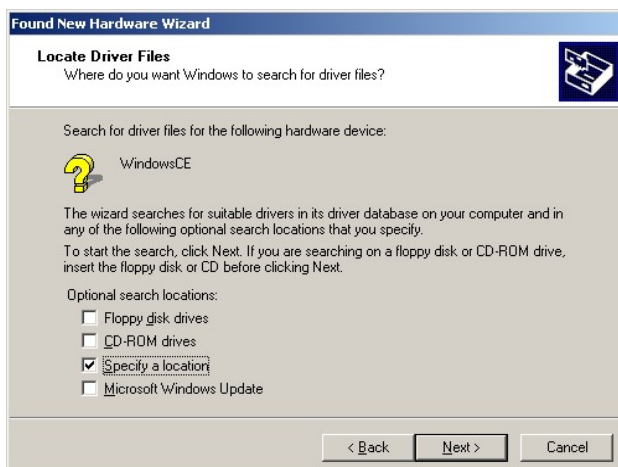 Found New Hardware Wizard
Locate Driver Files
Where do you want Windows to search for driver files?
Search for driver files for the following hardware device:
WindowsCE
The wizard searches for suitable drivers in its driver database on your computer and in
any of the following optional search locations that you specify.
To start the search, click Next. If you are searching on a floppy disk or CD-ROM drive,
insert the floppy disk or CD before clicking Next.
Optional search locations:
Floppy disk drives
CD-ROM drives
Specify a location
Microsoft Windows Update
< Back Next > Cancel